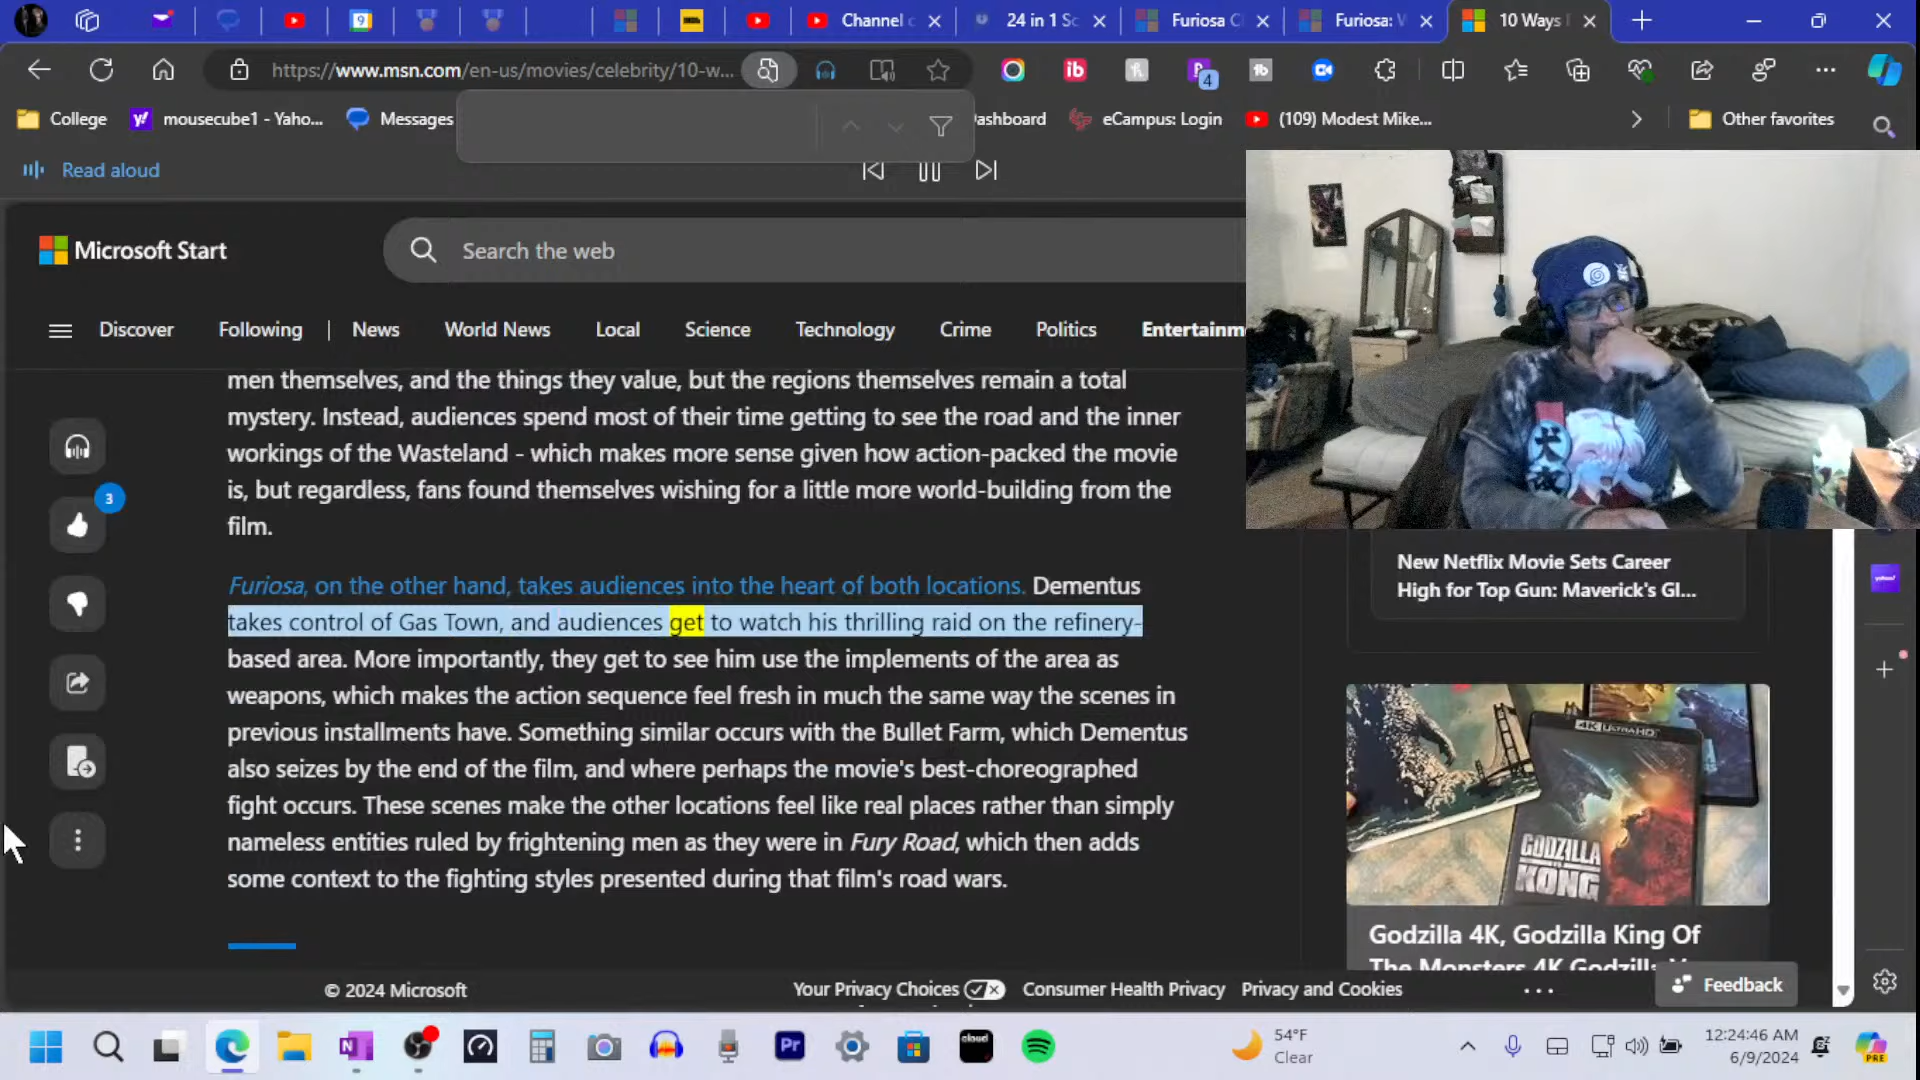 9
Channel c
24 in 1 Sc
Furiosa C
Furiosa: W
10 Ways
https://www.msn.com/en-us/movies/celebrity/10-w...
4
College
mousecube1 - Yaho...
Messages
ashboard
eCampus: Login
(109) Modest Mike...
Other favorites
Read aloud
Microsoft Start
Search the web
Discover
Following
News
World News
Local
Science
Technology
Crime
Politics
Entertainm
men themselves, and the things they value, but the regions themselves remain a total
mystery. Instead, audiences spend most of their time getting to see the road and the inner
workings of the Wasteland - which makes more sense given how action-packed the movie
is, but regardless, fans found themselves wishing for a little more world-building from the
film.
3
Furiosa, on the other hand, takes audiences into the heart of both locations. Dementus
takes control of Gas Town, and audiences get to watch his thrilling raid on the refinery-
based area. More importantly, they get to see him use the implements of the area as
weapons, which makes the action sequence feel fresh in much the same way the scenes in
previous installments have. Something similar occurs with the Bullet Farm, which Dementus
also seizes by the end of the film, and where perhaps the movie's best-choreographed
fight occurs. These scenes make the other locations feel like real places rather than simply
nameless entities ruled by frightening men as they were in Fury Road, which then adds
some context to the fighting styles presented during that film's road wars.
New Netflix Movie Sets Career
High for Top Gun: Maverick's Gl...
4K ULTRAHD
GODZILLA
KONG
Godzilla 4K, Godzilla King Of
The Monsters 4K Godzilla
© 2024 Microsoft
Your Privacy Choices
Consumer Health Privacy
Privacy and Cookies
Feedback
54°F
Clear
12:24:46 AM
6/9/2024